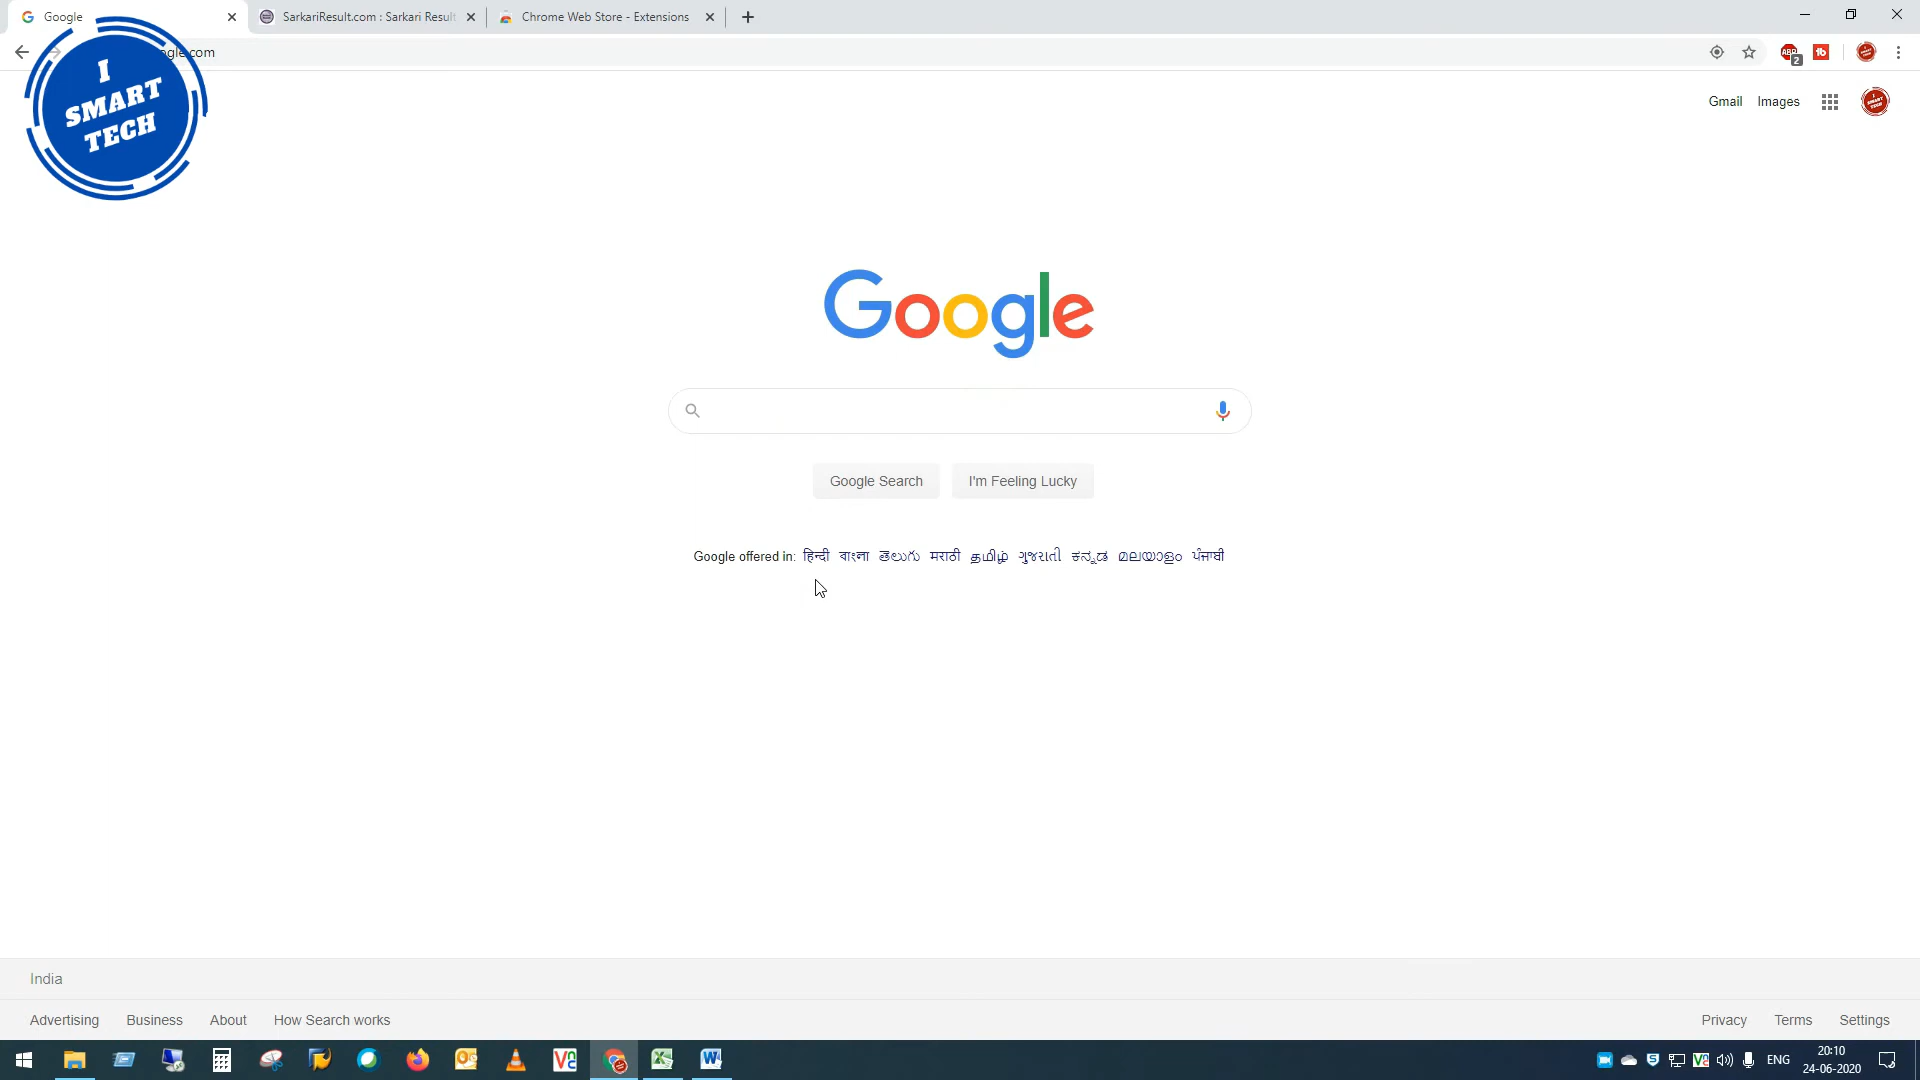 Google
SarkariResult.com : Sarkari Result
Chrome Web Store - Extensions
ogle.com
2
I
SMART
TECH
Gmail
Images
Google
Google Search
I'm Feeling Lucky
Google offered in: हिन्दी বাংলা తెలుగు मराठी தமிழ் ગુજરાતી ಕನ್ನಡ മലയാളം ਪੰਜਾਬੀ
India
Advertising
Business
About
How Search works
Privacy
Terms
Settings
ENG
20:10
24-06-2020